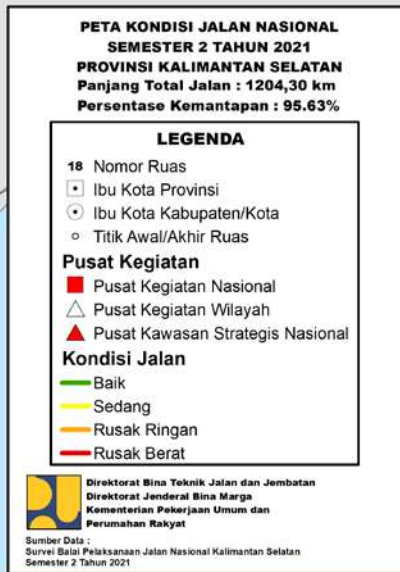 PETA KONDISI JALAN NASIONAL
SEMESTER 2 TAHUN 2021
PROVINSI KALIMANTAN SELATAN
Panjang Total Jalan : 1204,30 km
Persentase Kemantapan : 95.63%
LEGENDA
18 Nomor Ruas
Ibu Kota Provinsi
Ibu Kota Kabupaten/Kota
Titik Awal/Akhir Ruas
Pusat Kegiatan
Pusat Kegiatan Nasional
Pusat Kegiatan Wilayah
Pusat Kawasan Strategis Nasional
Kondisi Jalan
Baik
Sedang
Rusak Ringan
Rusak Berat
Direktorat Bina Teknik Jalan dan Jembatan
Direktorat Jenderal Bina Marga
Kementerian Pekerjaan Umum dan
Perumahan Rakyat
Sumber Data :
Survei Balai Pelaksanaan Jalan Nasional Kalimantan Selatan
Semester 2 Tahun 2021